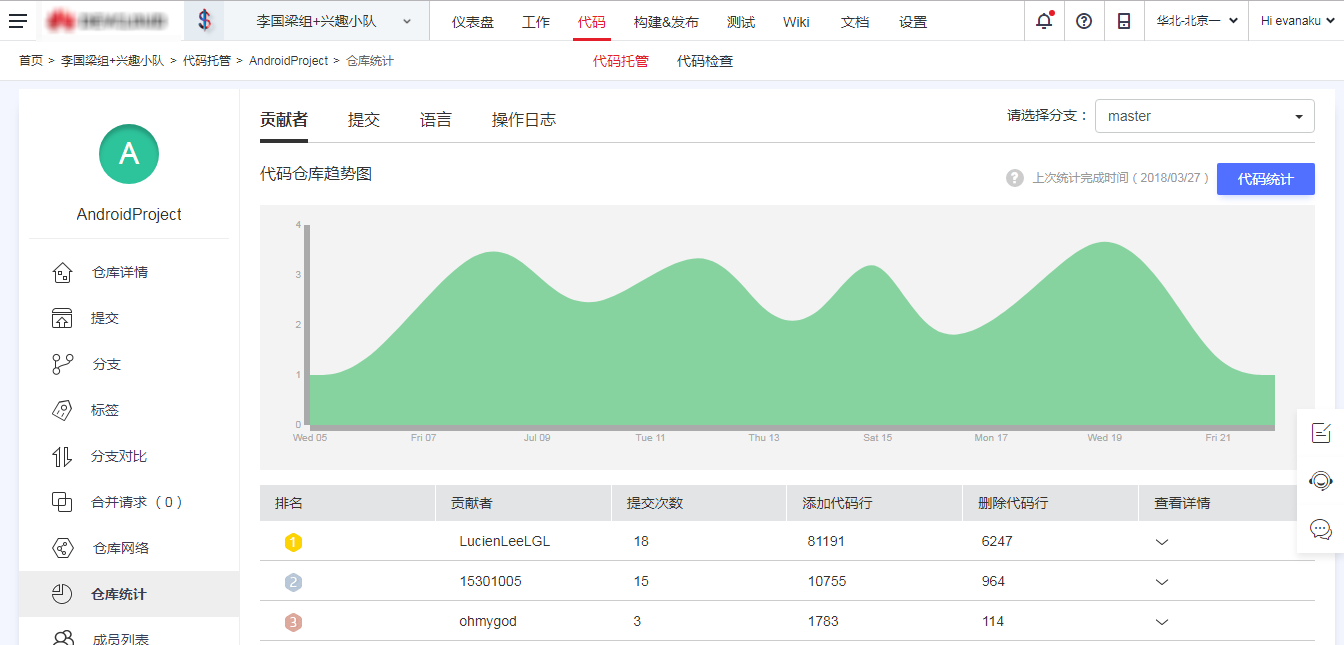 李国梁组+兴趣小队 仪表盘 工作 代码 构建&发布 测试 Wiki 文档 设置 华北-北京一 Hi evanaku
首页 > 李国梁组+兴趣小队 > 代码托管 > AndroidProject > 仓库统计 代码托管 代码检查
A
AndroidProject
仓库详情
提交
分支
标签
分支对比
合并请求（0）
仓库网络
仓库统计
成员列表
贡献者 提交 语言 操作日志 请选择分支： master
代码仓库趋势图 ? 上次统计完成时间（2018/03/27） 代码统计
4
3
2
1
0
Wed 05 Fri 07 Jul 09 Tue 11 Thu 13 Sat 15 Mon 17 Wed 19 Fri 21
排名 贡献者 提交次数 添加代码行 删除代码行 查看详情
1 LucienLeeLGL 18 81191 6247
2 15301005 15 10755 964
3 ohmygod 3 1783 114